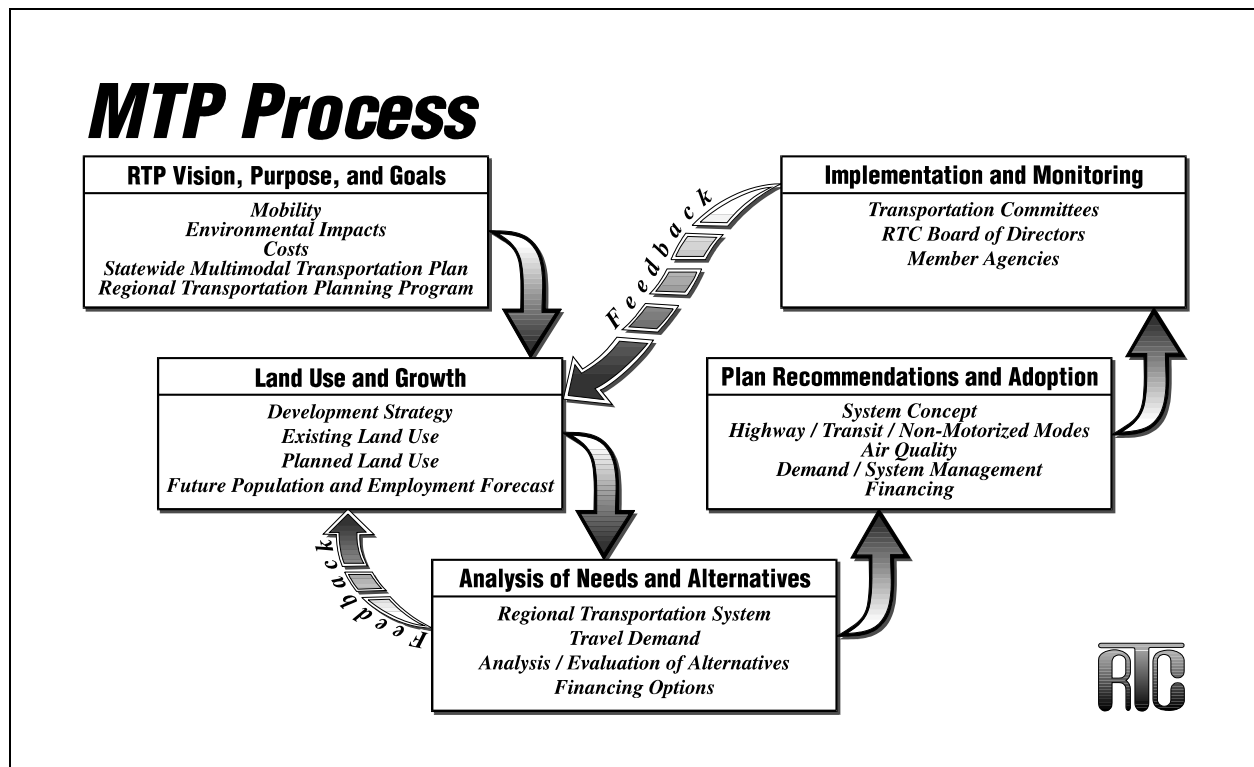 MTP Process
RTP Vision, Purpose, and Goals
Mobility
Environmental Impacts
Costs
Statewide Multimodal Transportation Plan
Regional Transportation Planning Program
Land Use and Growth
Development Strategy
Existing Land Use
Planned Land Use
Future Population and Employment Forecast
Feedback
Analysis of Needs and Alternatives
Regional Transportation System
Travel Demand
Analysis / Evaluation of Alternatives
Financing Options
Plan Recommendations and Adoption
System Concept
Highway / Transit / Non-Motorized Modes
Air Quality
Demand / System Management
Financing
Implementation and Monitoring
Transportation Committees
RTC Board of Directors
Member Agencies
Feedback
RTC